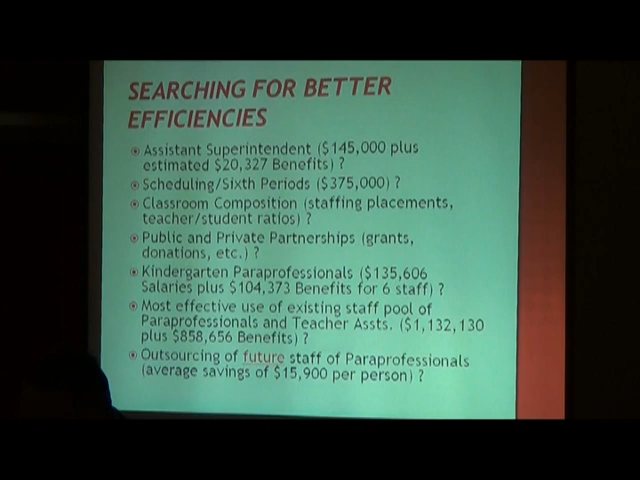 SEARCHING FOR BETTER
EFFICIENCIES
Assistant Superintendent ($145,000 plus
estimated $20,327 Benefits) ?
Scheduling/Sixth Periods ($375,000) ?
Classroom Composition (staffing placements,
teacher/student ratios) ?
Public and Private Partnerships (grants,
donations, etc.) ?
Kindergarten Paraprofessionals ($135,606
Salaries plus $104,373 Benefits for 6 staff) ?
Most effective use of existing staff pool of
Paraprofessionals and Teacher Assts. ($1,132,130
plus $858,656 Benefits) ?
Outsourcing of future staff of Paraprofessionals
(average savings of $15,900 per person) ?